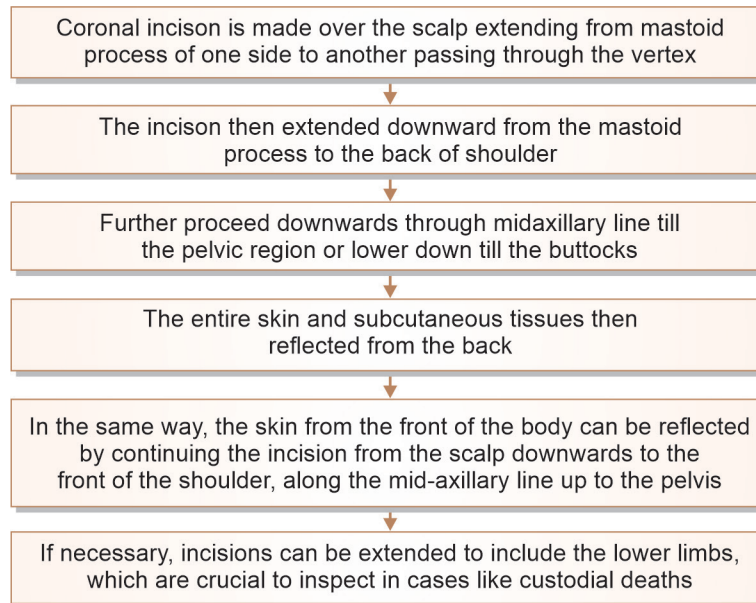 Coronal incison is made over the scalp extending from mastoid
process of one side to another passing through the vertex
The incison then extended downward from the mastoid
process to the back of shoulder
Further proceed downwards through midaxillary line till
the pelvic region or lower down till the buttocks
The entire skin and subcutaneous tissues then
reflected from the back
In the same way, the skin from the front of the body can be reflected
by continuing the incision from the scalp downwards to the
front of the shoulder, along the mid-axillary line up to the pelvis
If necessary, incisions can be extended to include the lower limbs,
which are crucial to inspect in cases like custodial deaths